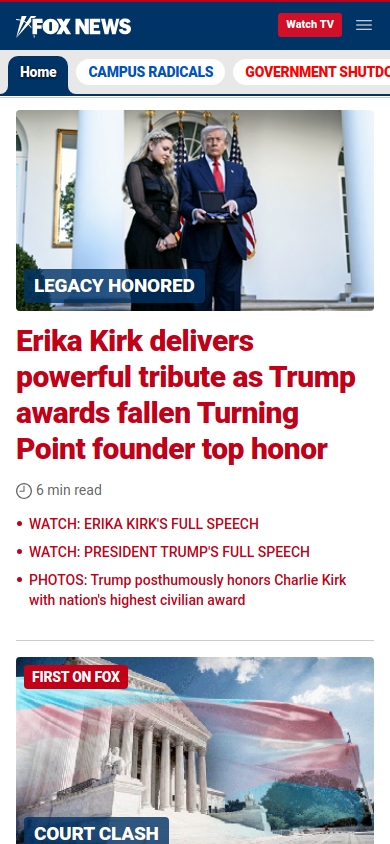 FOX NEWS
Watch TV
Home
CAMPUS RADICALS
GOVERNMENT SHUTDO
LEGACY HONORED
Erika Kirk delivers
powerful tribute as Trump
awards fallen Turning
Point founder top honor
6 min read
WATCH: ERIKA KIRK'S FULL SPEECH
WATCH: PRESIDENT TRUMP'S FULL SPEECH
PHOTOS: Trump posthumously honors Charlie Kirk
with nation's highest civilian award
FIRST ON FOX
COURT CLASH